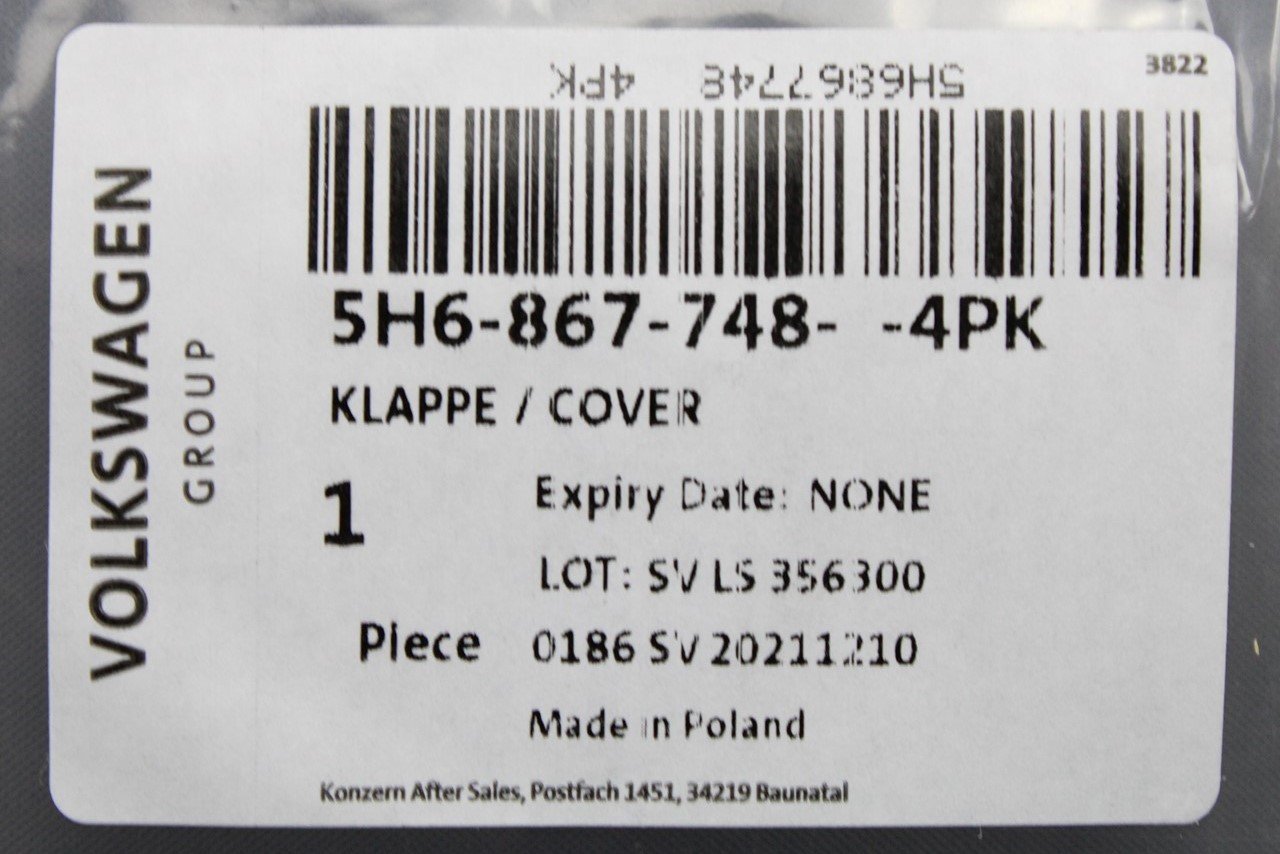 3822
5H6867748 4PK
5H6-867-748- -4PK
KLAPPE / COVER
1
Expiry Date: NONE
LOT: SV LS 356300
Piece 0186 SV 20211210
Made in Poland
Konzern After Sales, Postfach 1451, 34219 Baunatal
VOLKSWAGEN
GROUP